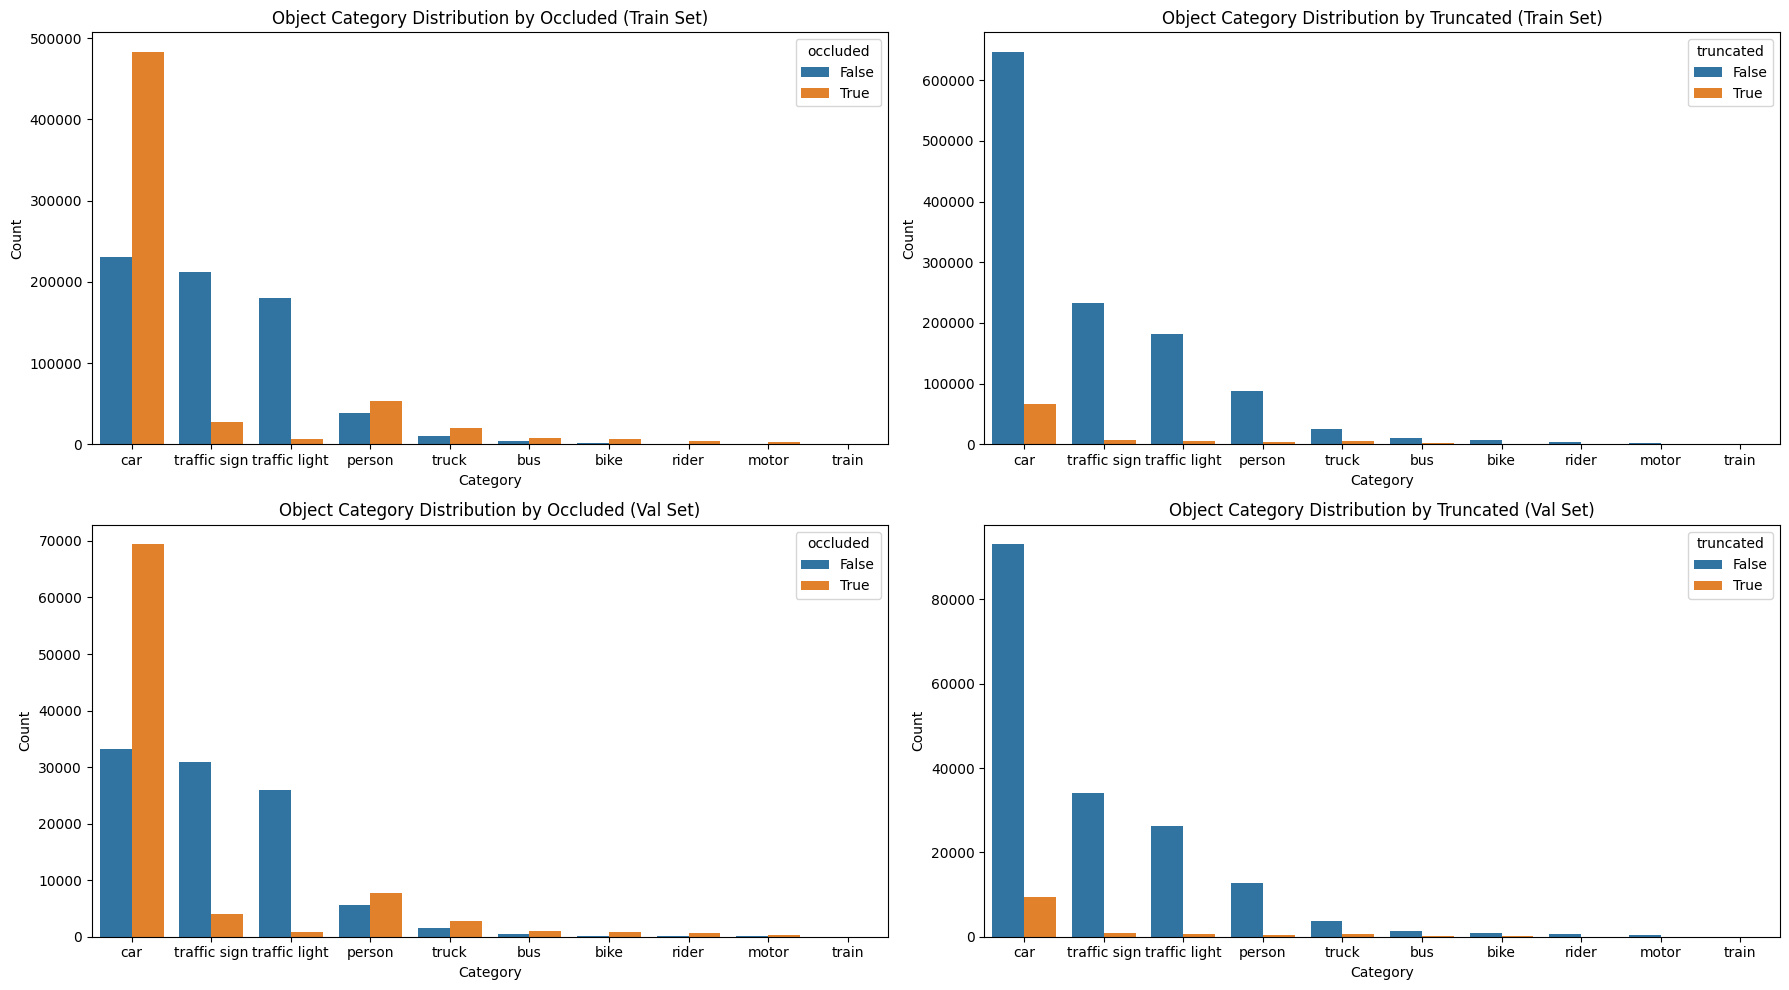 Object Category Distribution by Occluded (Train Set)
500000
400000
300000
200000
100000
0
Count
occluded
False
True
car traffic sign traffic light person truck bus bike rider motor train
Category
Object Category Distribution by Truncated (Train Set)
600000
500000
400000
300000
200000
100000
0
Count
truncated
False
True
car traffic sign traffic light person truck bus bike rider motor train
Category
Object Category Distribution by Occluded (Val Set)
70000
60000
50000
40000
30000
20000
10000
0
Count
occluded
False
True
car traffic sign traffic light person truck bus bike rider motor train
Category
Object Category Distribution by Truncated (Val Set)
80000
60000
40000
20000
0
Count
truncated
False
True
car traffic sign traffic light person truck bus bike rider motor train
Category